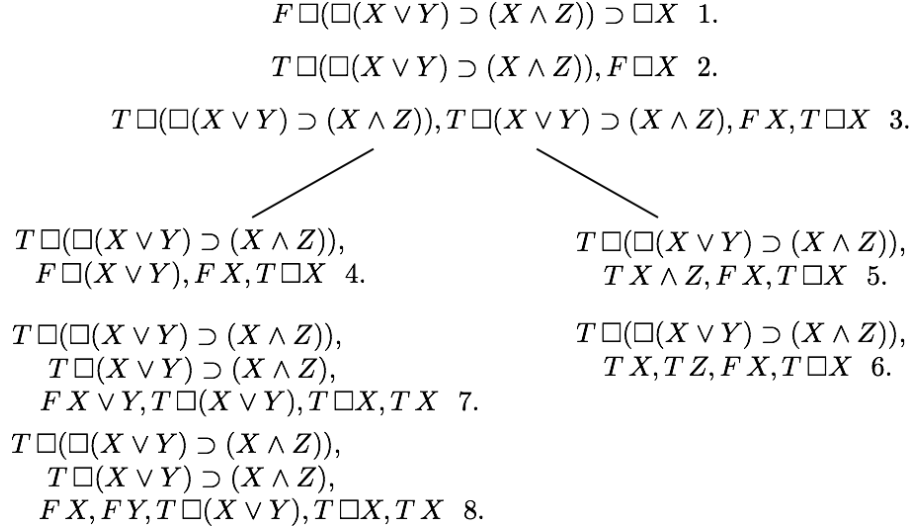 F □(□(X ∨ Y) ⊃ (X ∧ Z)) ⊃ □X 1.
T □(□(X ∨ Y) ⊃ (X ∧ Z)), F □X 2.
T □(□(X ∨ Y) ⊃ (X ∧ Z)), T □(X ∨ Y) ⊃ (X ∧ Z), F X, T □X 3.
T □(□(X ∨ Y) ⊃ (X ∧ Z)),
F □(X ∨ Y), F X, T □X 4.
T □(□(X ∨ Y) ⊃ (X ∧ Z)),
T X ∧ Z, F X, T □X 5.
T □(□(X ∨ Y) ⊃ (X ∧ Z)),
T □(X ∨ Y) ⊃ (X ∧ Z),
F X ∨ Y, T □(X ∨ Y), T □X, T X 7.
T □(□(X ∨ Y) ⊃ (X ∧ Z)),
T X, T Z, F X, T □X 6.
T □(□(X ∨ Y) ⊃ (X ∧ Z)),
T □(X ∨ Y) ⊃ (X ∧ Z),
F X, F Y, T □(X ∨ Y), T □X, T X 8.